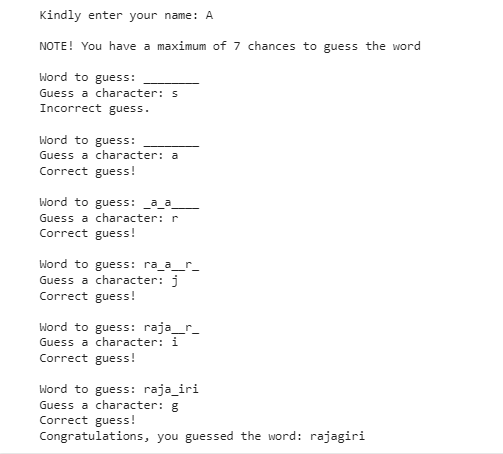 Kindly enter your name: A
NOTE! You have a maximum of 7 chances to guess the word
Word to guess: ________
Guess a character: s
Incorrect guess.
Word to guess: ________
Guess a character: a
Correct guess!
Word to guess: _a_a____
Guess a character: r
Correct guess!
Word to guess: ra_a__r_
Guess a character: j
Correct guess!
Word to guess: raja__r_
Guess a character: i
Correct guess!
Word to guess: raja_iri
Guess a character: g
Correct guess!
Congratulations, you guessed the word: rajagiri